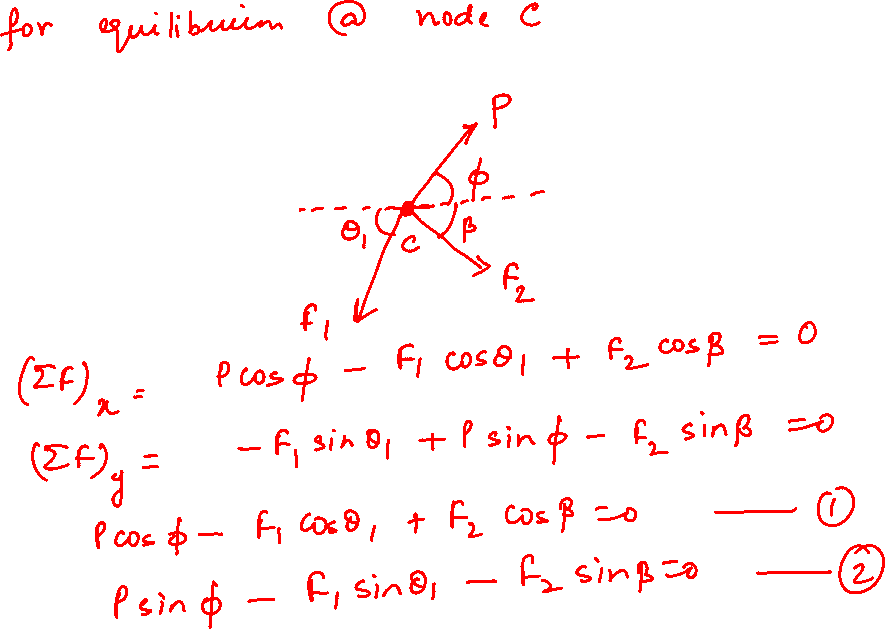 for equilibrium @ node C
P
ϕ
θ₁
C
β
F₂
f₁
(ΣF)ₓ = P cos ϕ - F₁ cos θ₁ + F₂ cos β = 0
(ΣF)y = - F₁ sin θ₁ + P sin ϕ - F₂ sin β = 0
P cos ϕ - F₁ cos θ₁ + F₂ cos β = 0 —— ①
P sin ϕ - F₁ sin θ₁ - F₂ sin β = 0 —— ②